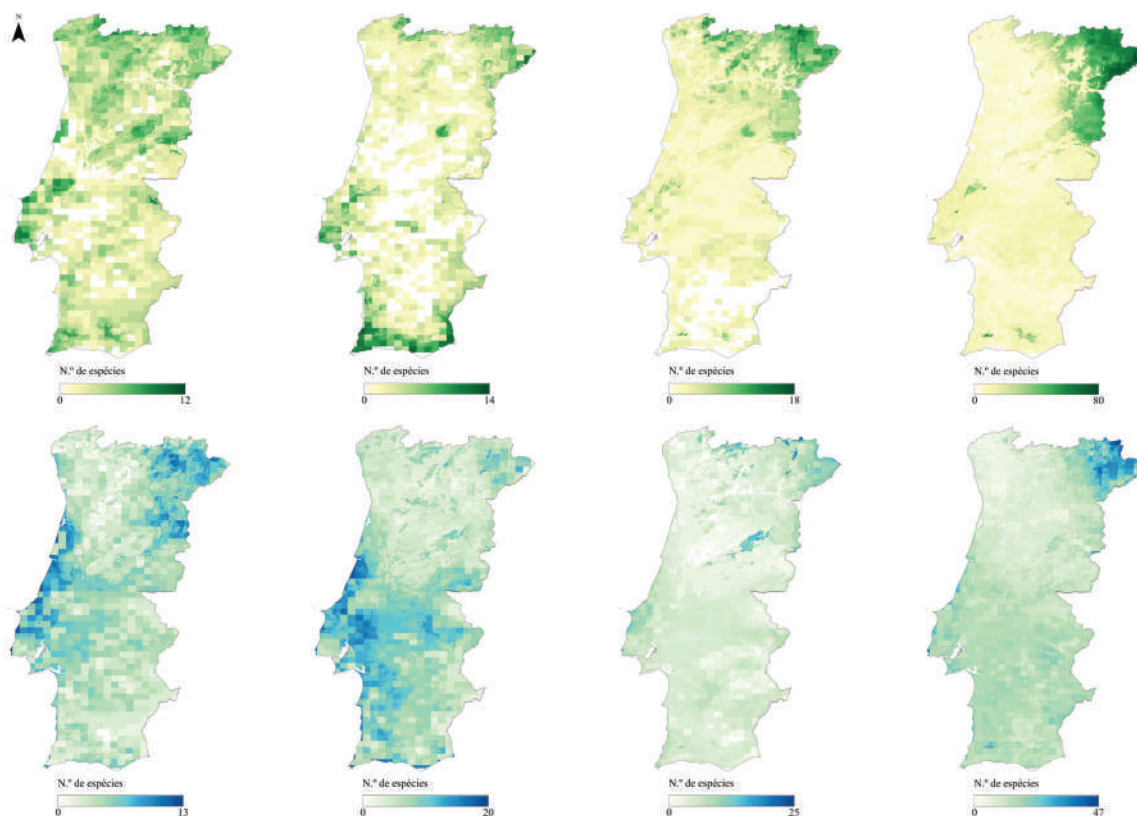 N
N.º de espécies
0 12
N.º de espécies
0 14
N.º de espécies
0 18
N.º de espécies
0 80
N.º de espécies
0 13
N.º de espécies
0 20
N.º de espécies
0 25
N.º de espécies
0 47